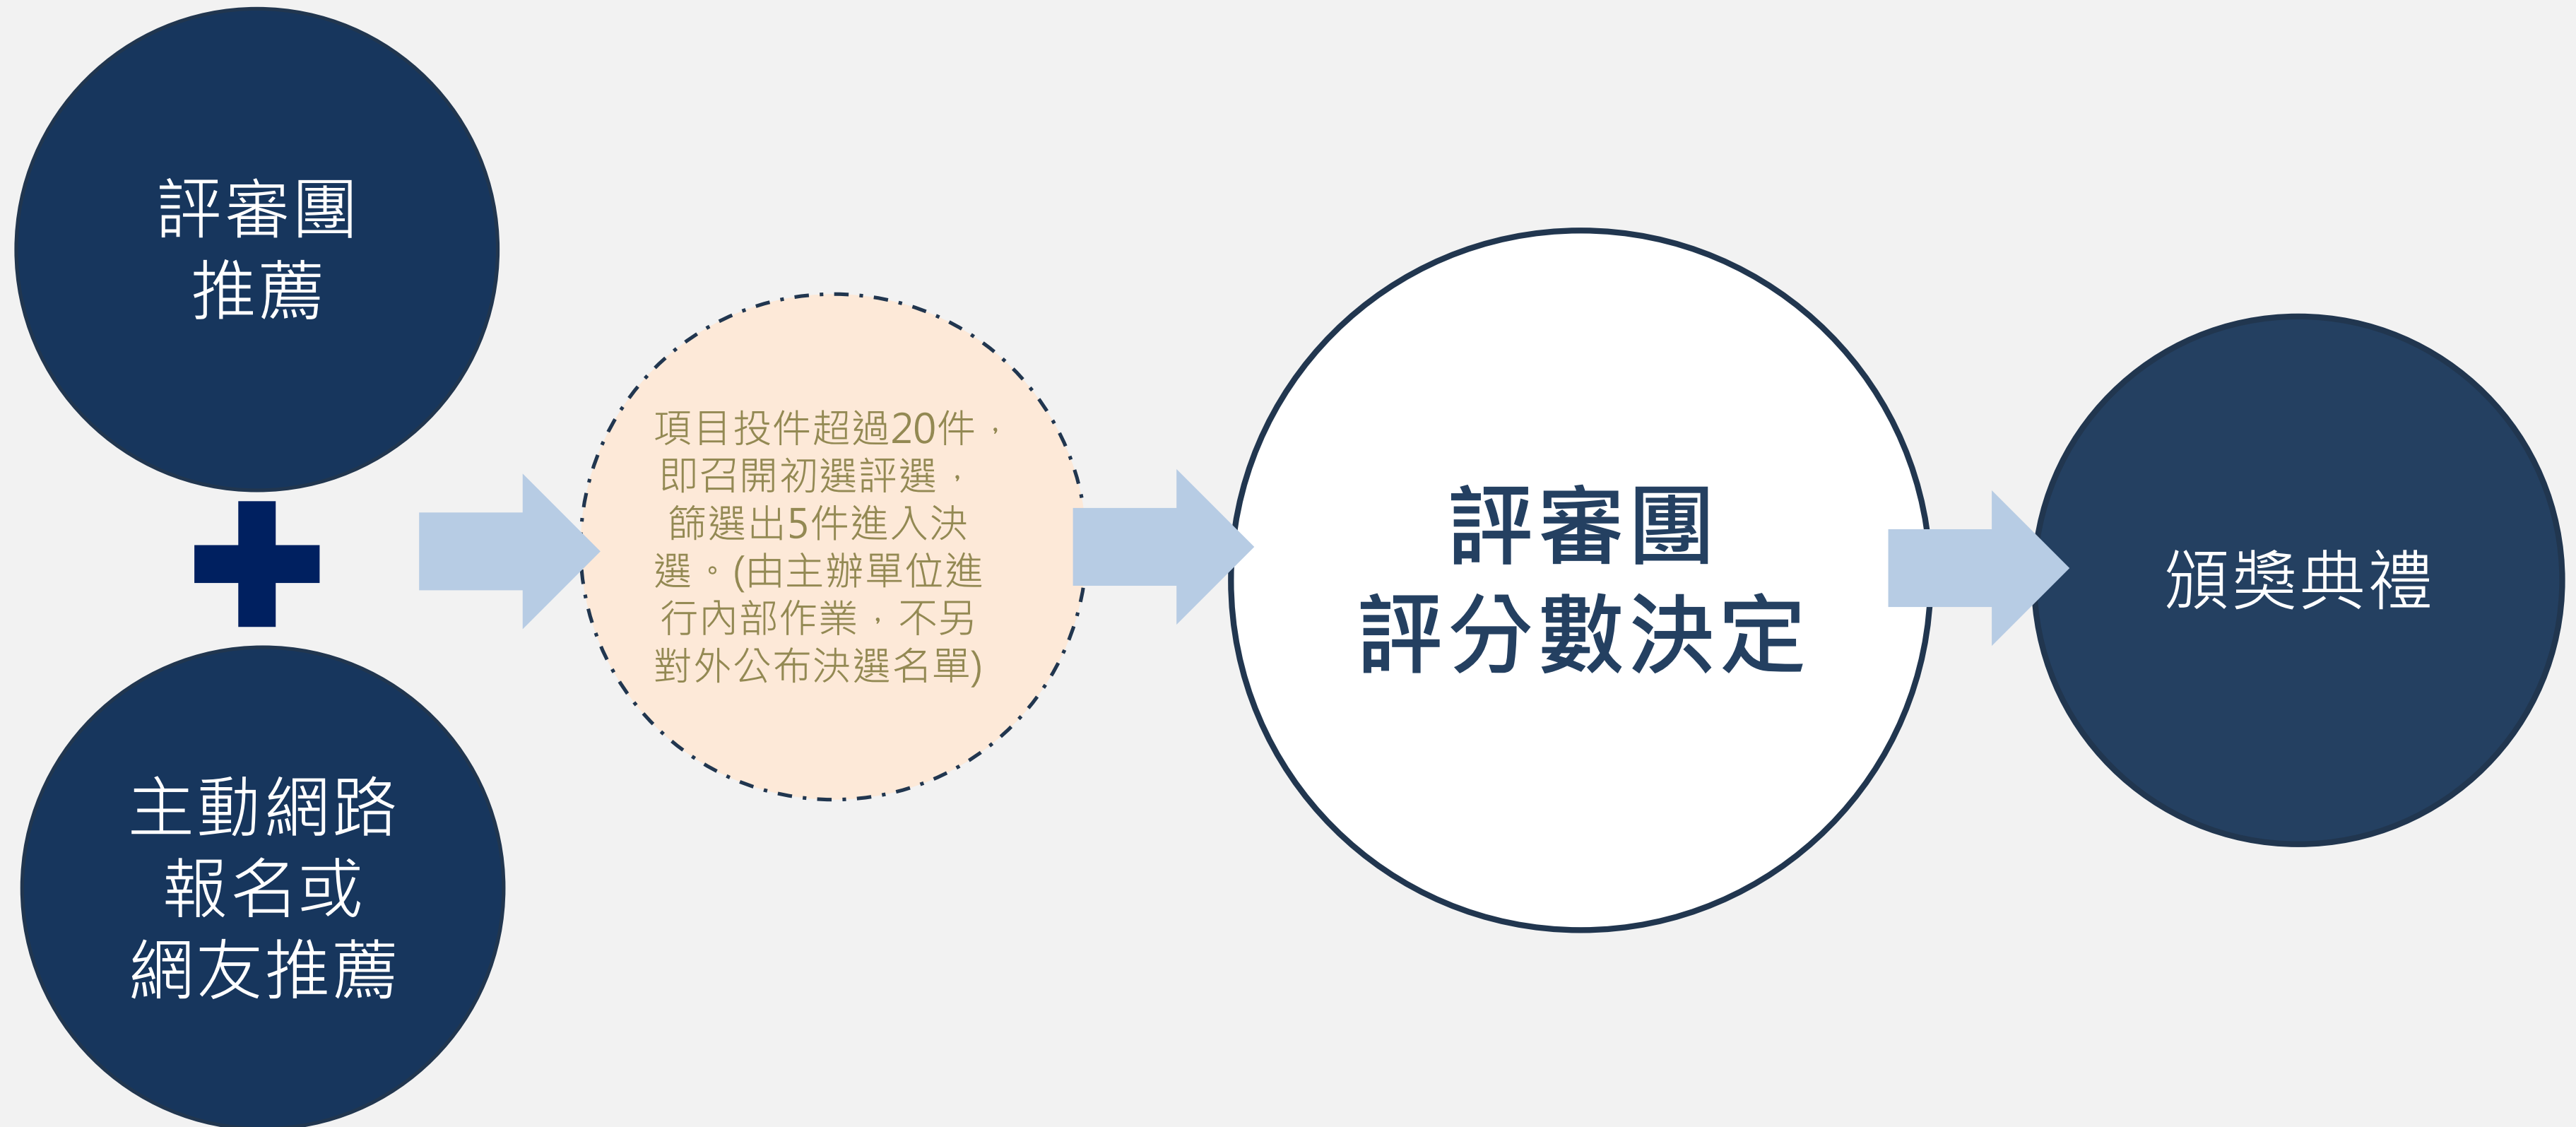 評審團
推薦
主動網路
報名或
網友推薦
項目投件超過20件，
即召開初選評選，
篩選出5件進入決
選。(由主辦單位進
行內部作業，不另
對外公布決選名單)
評審團
評分數決定
頒獎典禮